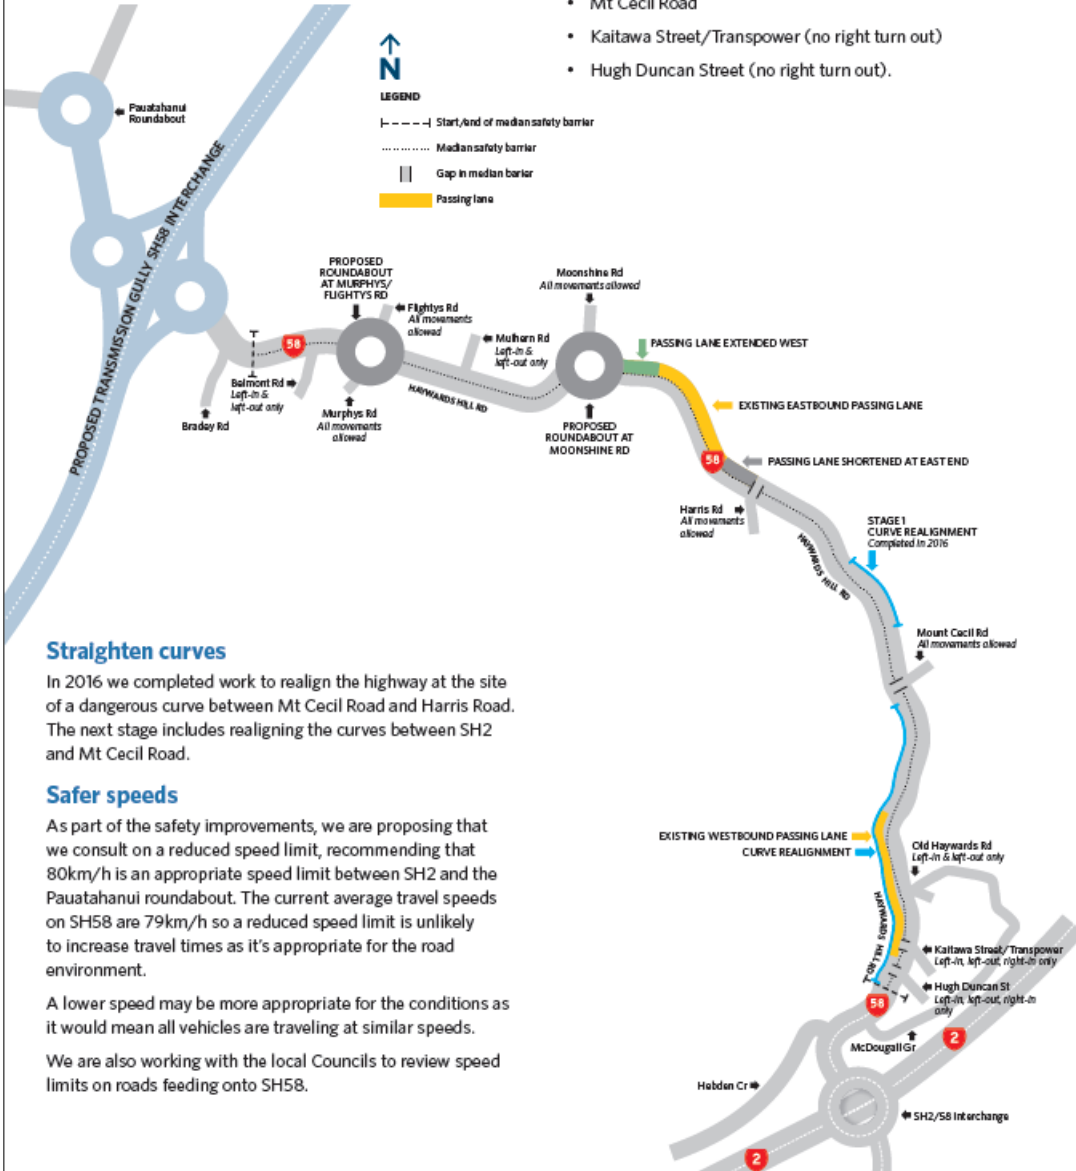 Mt Cecil Road
• Kaitawa Street/Transpower (no right turn out)
• Hugh Duncan Street (no right turn out).
N
LEGEND
Start/end of median safety barrier
Median safety barrier
Gap in median barier
Passing lane
Pauatahanui
Roundabout
PROPOSED TRANSMISSION GULLY SH58 INTERCHANGE
PROPOSED
ROUNDABOUT
AT MURPHYS/
FLIGHTYS RD
Flightys Rd
All movements
allowed
Moonshine Rd
All movements allowed
Mulhern Rd
Left-in &
left-out only
58
Belmont Rd
Left-in &
left-out only
Bradey Rd
Murphys Rd
All movements
allowed
HAYWARDS HILL RD
PROPOSED
ROUNDABOUT AT
MOONSHINE RD
PASSING LANE EXTENDED WEST
EXISTING EASTBOUND PASSING LANE
58
PASSING LANE SHORTENED AT EAST END
Harris Rd
All movements
allowed
STAGE 1
CURVE REALIGNMENT
Completed in 2016
HAYWARDS HILL RD
Mount Cecil Rd
All movements allowed
Straighten curves
In 2016 we completed work to realign the highway at the site
of a dangerous curve between Mt Cecil Road and Harris Road.
The next stage includes realigning the curves between SH2
and Mt Cecil Road.
Safer speeds
As part of the safety improvements, we are proposing that
we consult on a reduced speed limit, recommending that
80km/h is an appropriate speed limit between SH2 and the
Pauatahanui roundabout. The current average travel speeds
on SH58 are 79km/h so a reduced speed limit is unlikely
to increase travel times as it's appropriate for the road
environment.
A lower speed may be more appropriate for the conditions as
it would mean all vehicles are traveling at similar speeds.
We are also working with the local Councils to review speed
limits on roads feeding onto SH58.
EXISTING WESTBOUND PASSING LANE
CURVE REALIGNMENT
Old Haywards Rd
Left-in & left-out only
HAYWARDS HILL RD
Kaitawa Street/Transpower
Left-in, left-out, right-in only
Hugh Duncan St
Left-in, left-out, right-in
only
58
McDougall Gr
2
Hebden Cr
SH2/58 Interchange
2